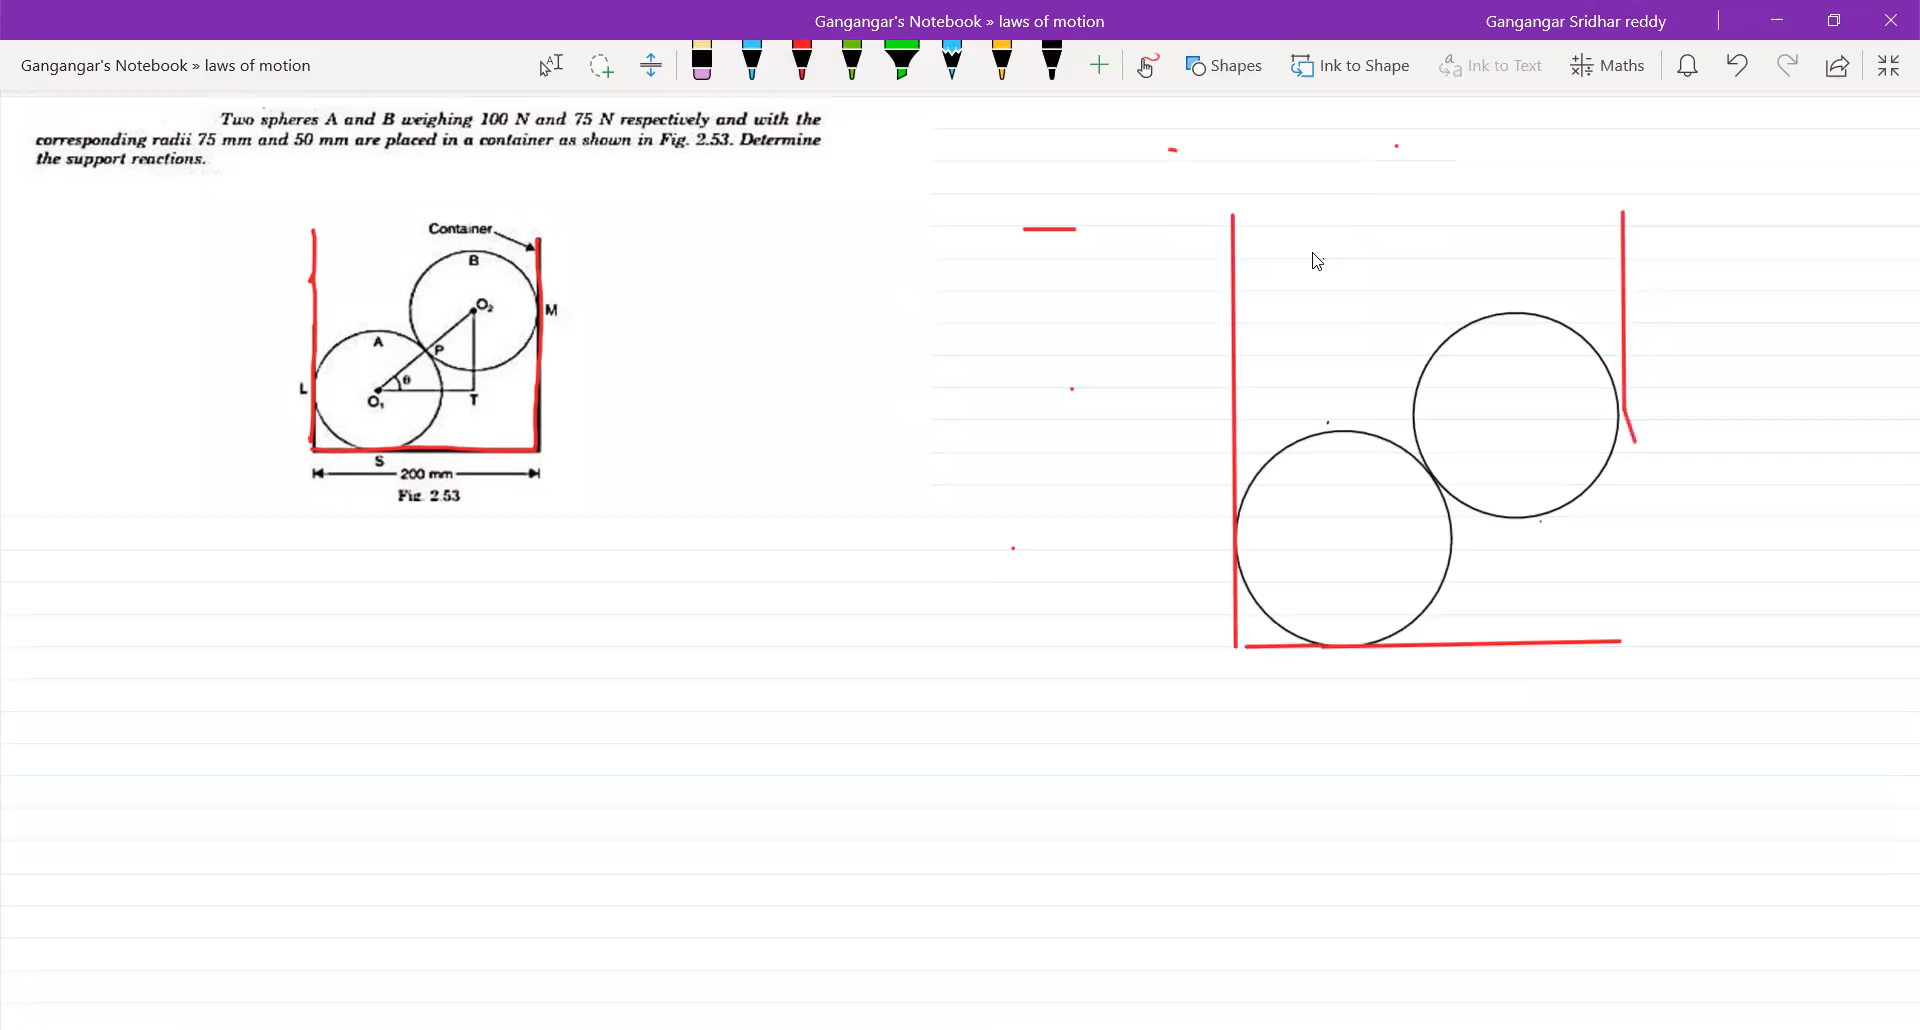 Gangangar's Notebook » laws of motion
Gangangar Sridhar reddy
Gangangar's Notebook » laws of motion
Shapes
Ink to Shape
Ink to Text
Maths
Two spheres A and B weighing 100 N and 75 N respectively and with the
corresponding radii 75 mm and 50 mm are placed in a container as shown in Fig. 2.53. Determine
the support reactions.
Container
B
O₂
M
A
P
L
θ
O₁
T
S
200 mm
Fig. 2.53